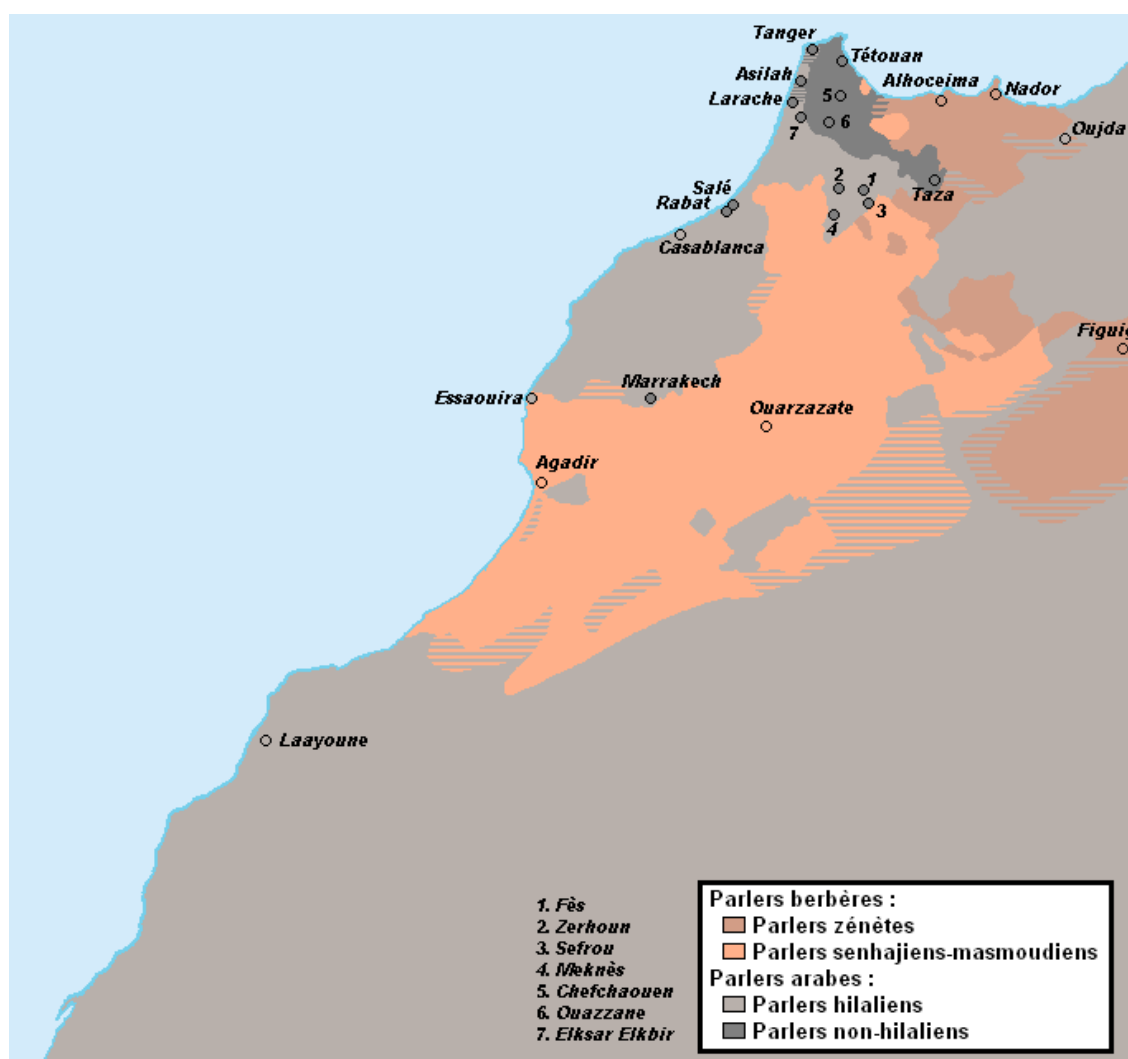 Tanger
Tétouan
Asilah
Alhoceima
Nador
Larache
5
6
7
Oujda
Salé
Rabat
2
1
Taza
3
4
Casablanca
Figuig
Marrakech
Essaouira
Ouarzazate
Agadir
Laayoune
1. Fès
2. Zerhoun
3. Sefrou
4. Meknès
5. Chefchaouen
6. Ouazzane
7. Elksar Elkbir
Parlers berbères :
Parlers zénètes
Parlers senhajiens-masmoudiens
Parlers arabes :
Parlers hilaliens
Parlers non-hilaliens